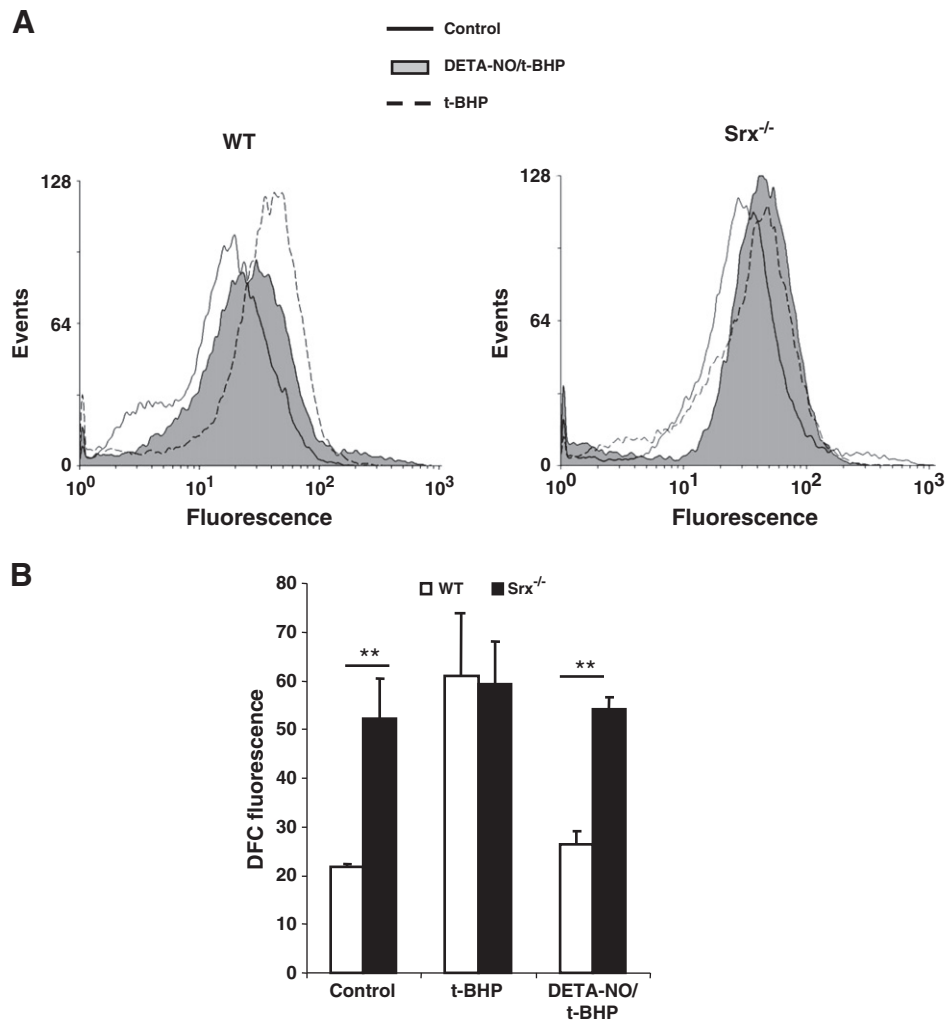 A
Control
DETA-NO/t-BHP
t-BHP
WT
Srx-/-
128
64
0
Events
10^0 10^1 10^2 10^3
Fluorescence
128
64
0
Events
10^0 10^1 10^2 10^3
Fluorescence
B
80
70
60
50
40
30
20
10
0
DFC fluorescence
WT Srx-/-
**
**
Control
t-BHP
DETA-NO/
t-BHP